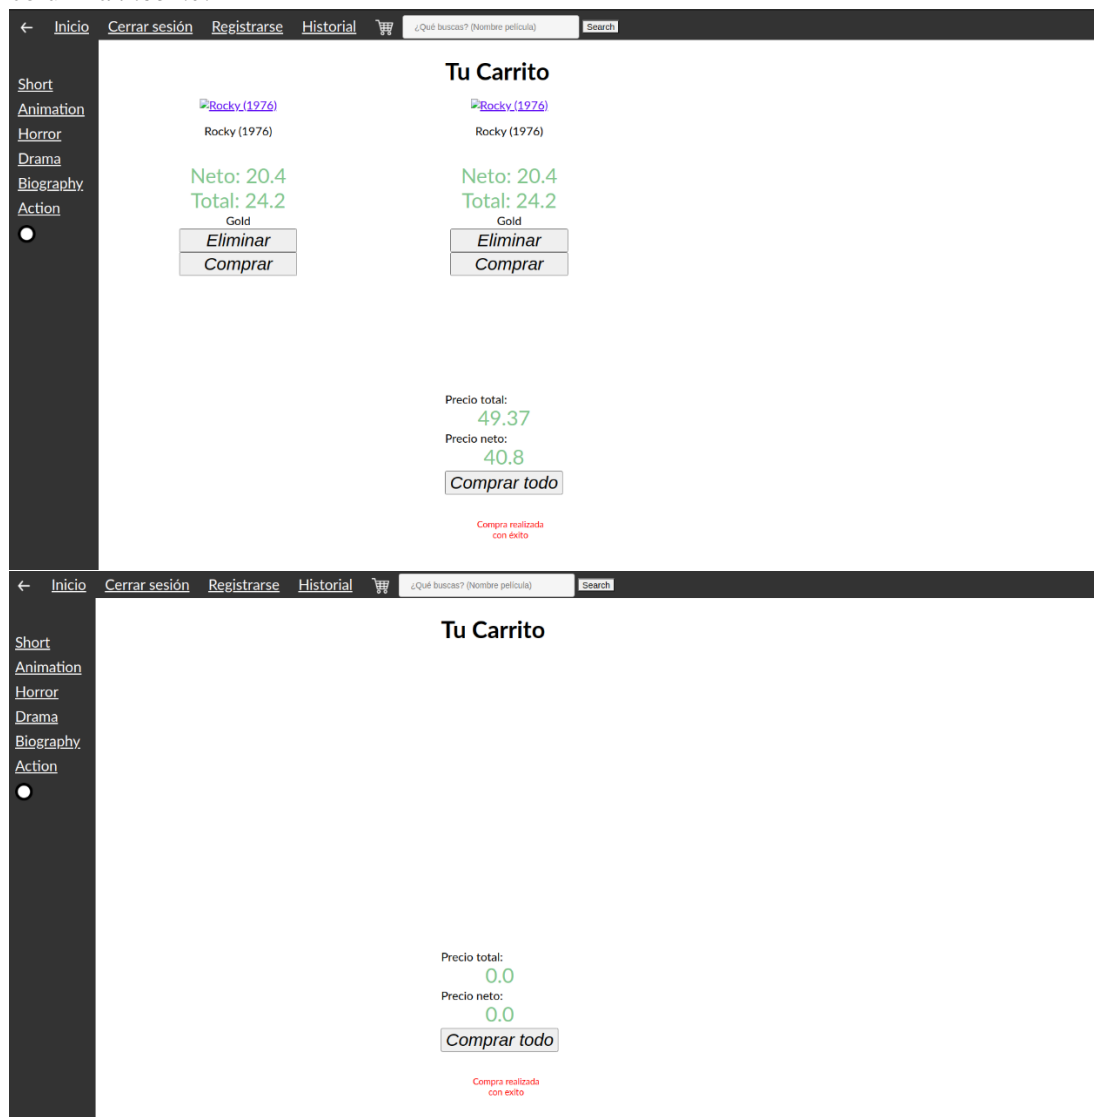 ← Inicio Cerrar sesión Registrarse Historial ¿Qué buscas? (Nombre película) Search
Tu Carrito
Short
Animation
Horror
Drama
Biography
Action
Rocky (1976) Rocky (1976)
Rocky (1976) Rocky (1976)
Neto: 20.4 Neto: 20.4
Total: 24.2 Total: 24.2
Gold Gold
Eliminar Eliminar
Comprar Comprar
Precio total:
49.37
Precio neto:
40.8
Comprar todo
Compra realizada
con éxito
← Inicio Cerrar sesión Registrarse Historial ¿Qué buscas? (Nombre película) Search
Tu Carrito
Short
Animation
Horror
Drama
Biography
Action
Precio total:
0.0
Precio neto:
0.0
Comprar todo
Compra realizada
con exito